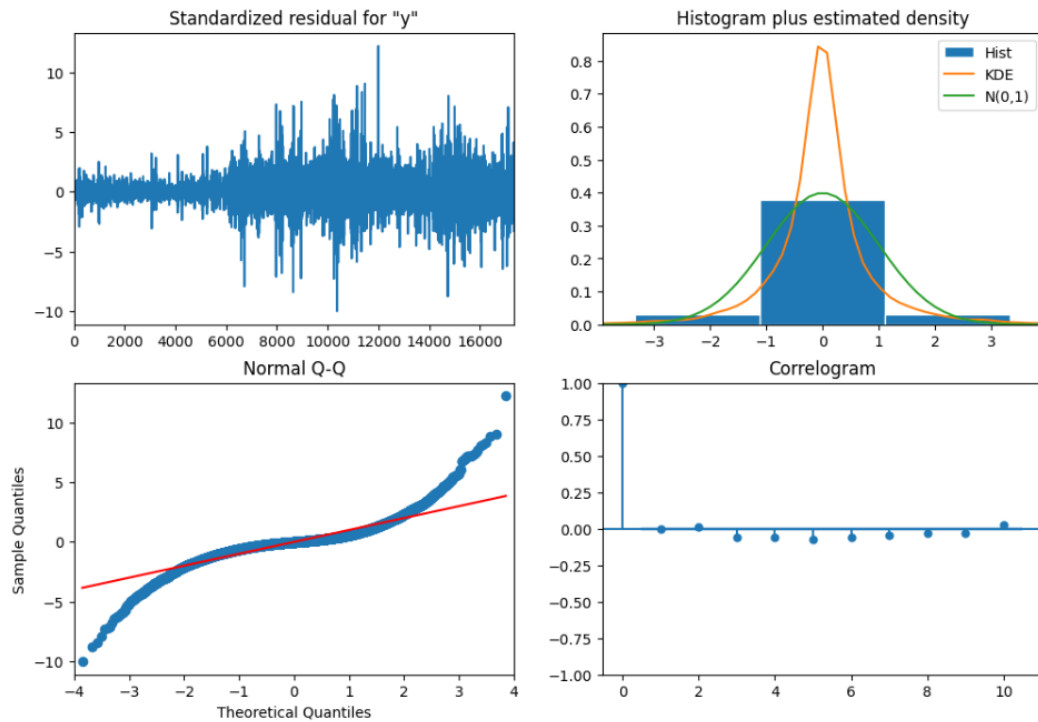 Standardized residual for "y"
10
5
0
−5
−10
0 2000 4000 6000 8000 10000 12000 14000 16000
Histogram plus estimated density
Hist
KDE
N(0,1)
0.8
0.7
0.6
0.5
0.4
0.3
0.2
0.1
0.0
−3 −2 −1 0 1 2 3
Normal Q-Q
Sample Quantiles
10
5
0
−5
−10
−4 −3 −2 −1 0 1 2 3 4
Theoretical Quantiles
Correlogram
1.00
0.75
0.50
0.25
0.00
−0.25
−0.50
−0.75
−1.00
0 2 4 6 8 10